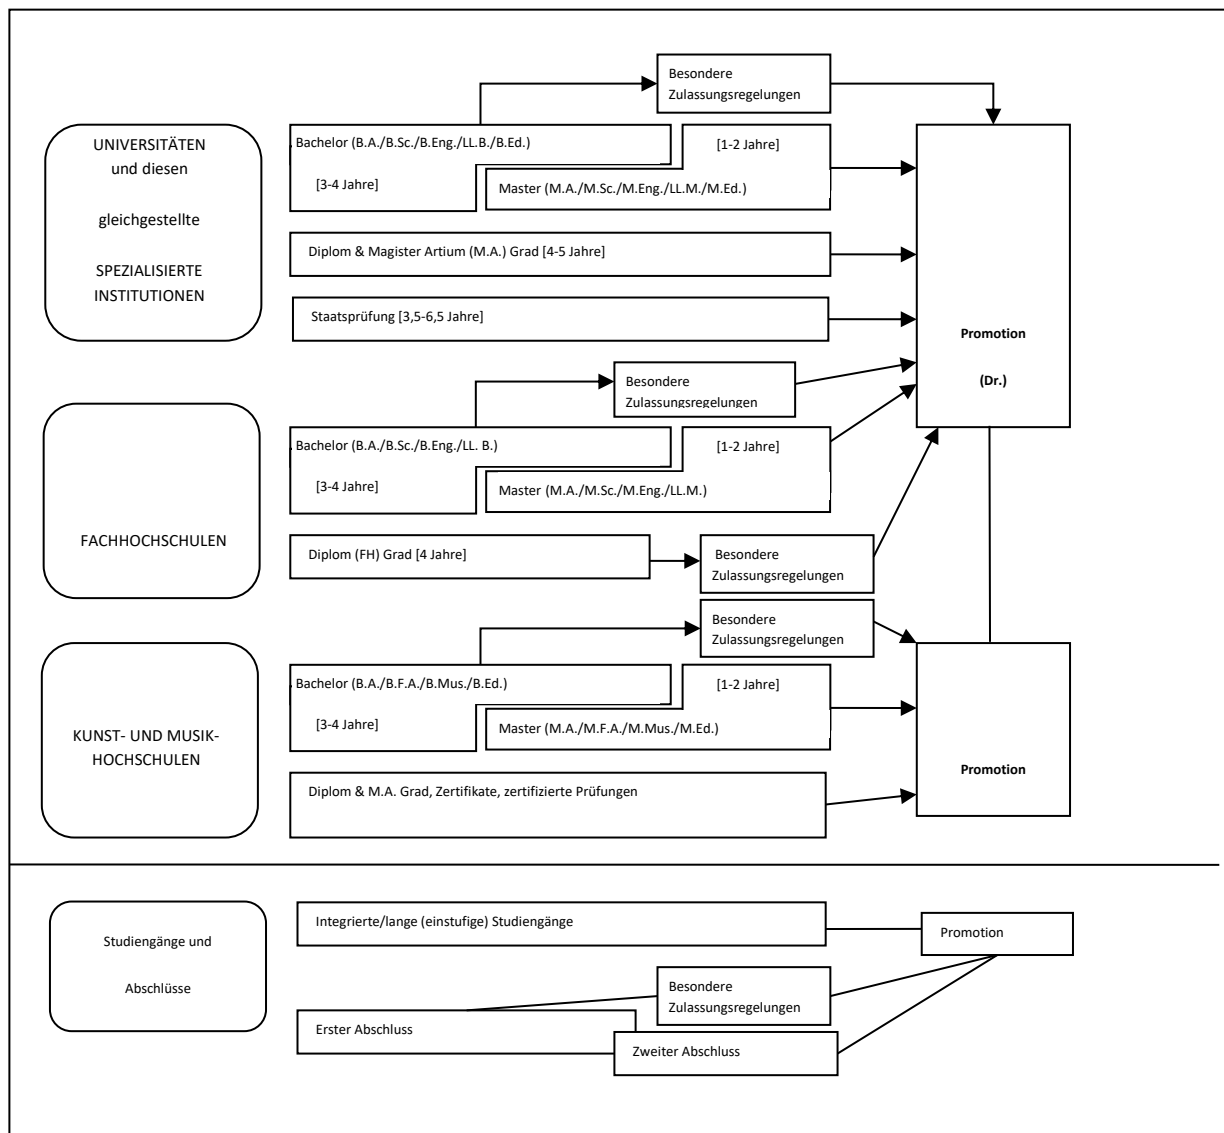 Besondere
Zulassungsregelungen
UNIVERSITÄTEN
und diesen
gleichgestellte
SPEZIALISIERTE
INSTITUTIONEN
Bachelor (B.A./B.Sc./B.Eng./LL.B./B.Ed.)
[3-4 Jahre]
[1-2 Jahre]
Master (M.A./M.Sc./M.Eng./LL.M./M.Ed.)
Diplom & Magister Artium (M.A.) Grad [4-5 Jahre]
Staatsprüfung [3,5-6,5 Jahre]
Promotion
(Dr.)
Besondere
Zulassungsregelungen
FACHHOCHSCHULEN
Bachelor (B.A./B.Sc./B.Eng./LL. B.)
[3-4 Jahre]
[1-2 Jahre]
Master (M.A./M.Sc./M.Eng./LL.M.)
Diplom (FH) Grad [4 Jahre]
Besondere
Zulassungsregelungen
Besondere
Zulassungsregelungen
KUNST- UND MUSIK-
HOCHSCHULEN
Bachelor (B.A./B.F.A./B.Mus./B.Ed.)
[3-4 Jahre]
[1-2 Jahre]
Master (M.A./M.F.A./M.Mus./M.Ed.)
Diplom & M.A. Grad, Zertifikate, zertifizierte Prüfungen
Promotion
Studiengänge und
Abschlüsse
Integrierte/lange (einstufige) Studiengänge
Promotion
Besondere
Zulassungsregelungen
Erster Abschluss
Zweiter Abschluss